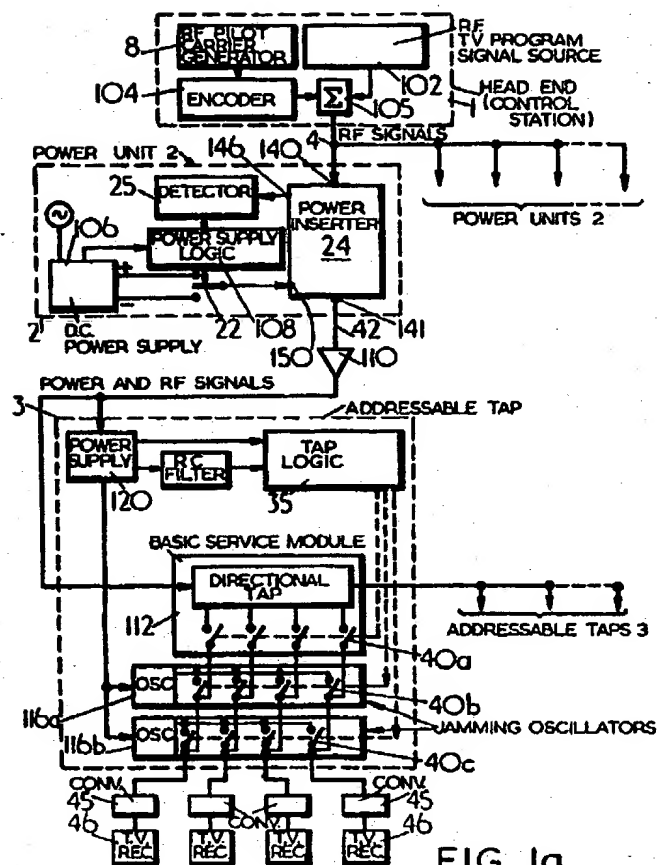 8
RF PILOT
CARRIER
GENERATOR
R.F.
TV PROGRAM
SIGNAL SOURCE
104
ENCODER
Σ
105
102
HEAD END
(CONTROL
STATION)
1
4
RF SIGNALS
POWER UNIT 2
146
140
25
DETECTOR
POWER
INSERTER
24
POWER UNITS 2
106
POWER SUPPLY
LOGIC
+
−
2
22
108
D.C.
POWER SUPPLY
150
42
141
110
POWER AND RF SIGNALS
3
ADDRESSABLE TAP
POWER
SUPPLY
120
R.C.
FILTER
TAP
LOGIC
35
BASIC SERVICE MODULE
DIRECTIONAL
TAP
112
40a
ADDRESSABLE TAPS 3
116a
OSC
40b
JAMMING OSCILLATORS
116b
OSC
40c
CONV.
45
CONV.
CONV.
45
46
T.V.
REC.
T.V.
REC.
T.V.
REC.
T.V.
REC.
46
FIG. 1a